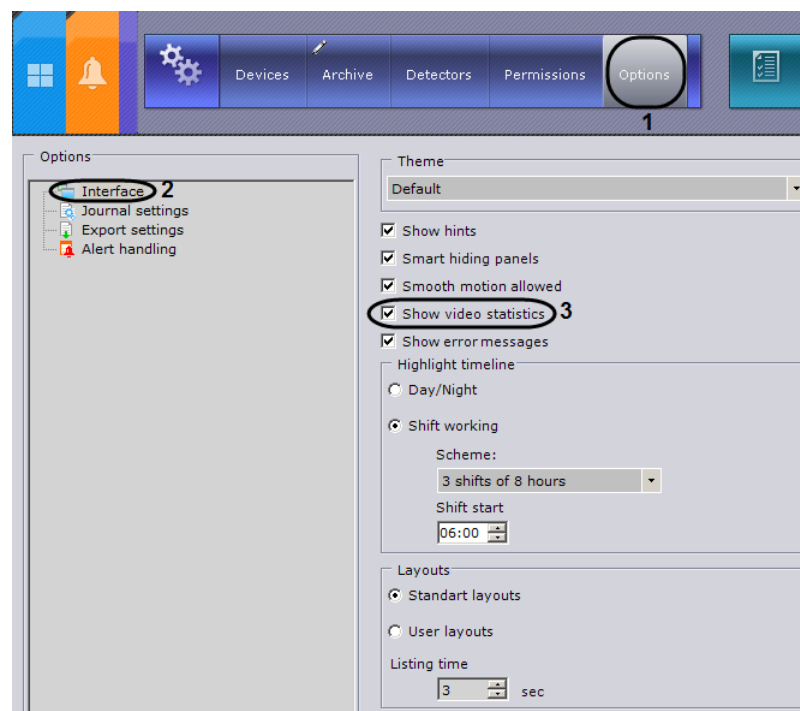 Devices Archive Detectors Permissions Options
1
Options
Interface 2
Journal settings
Export settings
Alert handling
Theme
Default
Show hints
Smart hiding panels
Smooth motion allowed
Show video statistics 3
Show error messages
Highlight timeline
Day/Night
Shift working
Scheme:
3 shifts of 8 hours
Shift start
06:00
Layouts
Standart layouts
User layouts
Listing time
3 sec